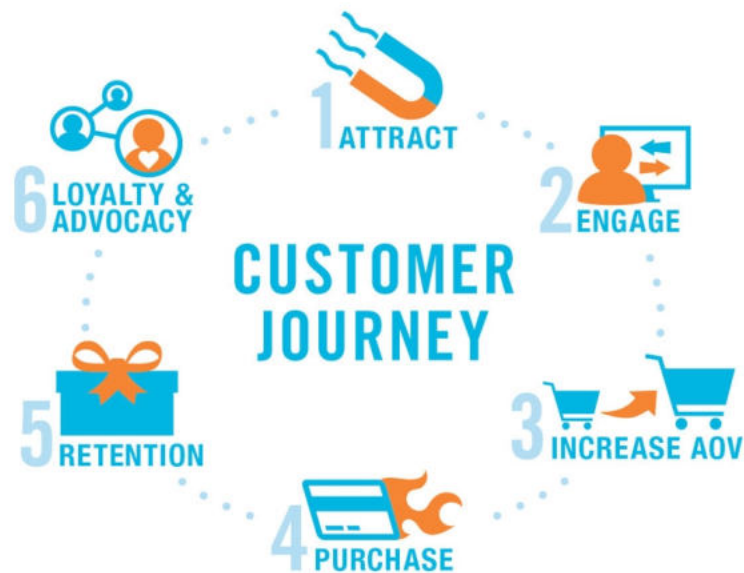 1 ATTRACT
2 ENGAGE
3 INCREASE AOV
4 PURCHASE
5 RETENTION
6 LOYALTY &
ADVOCACY
CUSTOMER
JOURNEY